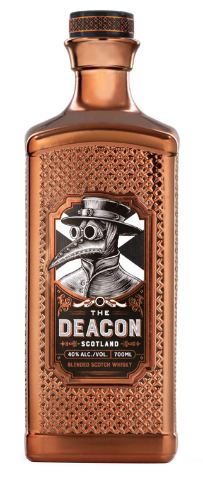 THE
DEACON
SCOTLAND
40% ALC./VOL. 700ML
BLENDED SCOTCH WHISKY